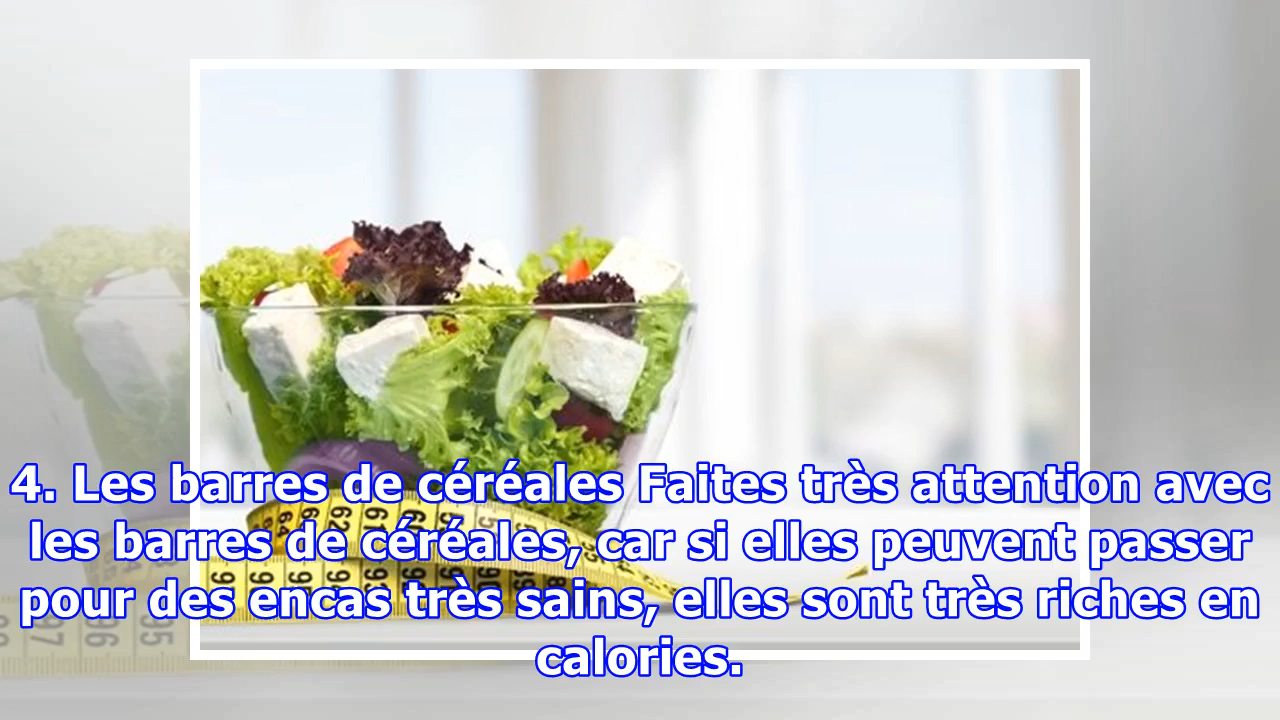 4. Les barres de céréales Faites très attention avec
les barres de céréales, car si elles peuvent passer
pour des encas très sains, elles sont très riches en
calories.